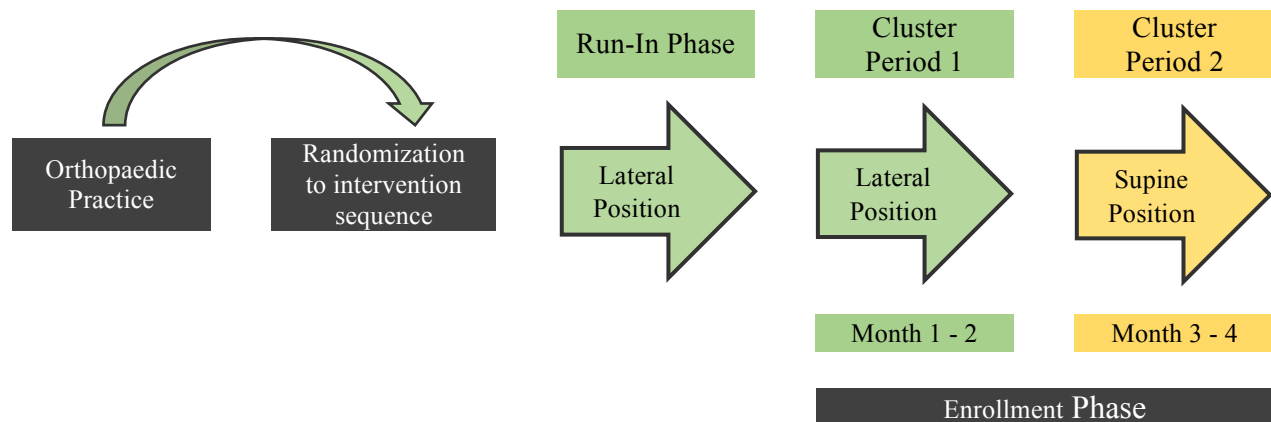 Orthopaedic
Practice
Randomization
to intervention
sequence
Run-In Phase
Lateral
Position
Cluster
Period 1
Lateral
Position
Month 1 - 2
Cluster
Period 2
Supine
Position
Month 3 - 4
Enrollment Phase